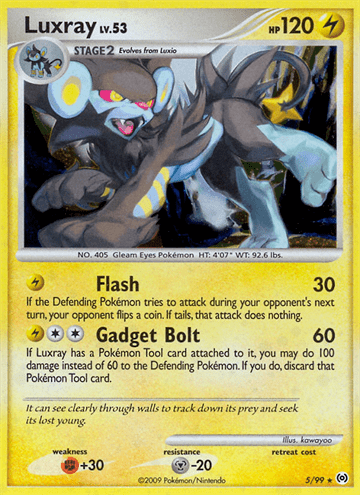 Luxray LV.53 HP 120
STAGE2 Evolves from Luxio
NO. 405 Gleam Eyes Pokémon HT: 4'07" WT: 92.6 lbs.
Flash 30
If the Defending Pokémon tries to attack during your opponent's next
turn, your opponent flips a coin. If tails, that attack does nothing.
Gadget Bolt 60
If Luxray has a Pokémon Tool card attached to it, you may do 100
damage instead of 60 to the Defending Pokémon. If you do, discard that
Pokémon Tool card.
It can see clearly through walls to track down its prey and seek
its lost young.
Illus. kawayoo
weakness resistance retreat cost
+30 -20
©2009 Pokémon/Nintendo 5/99